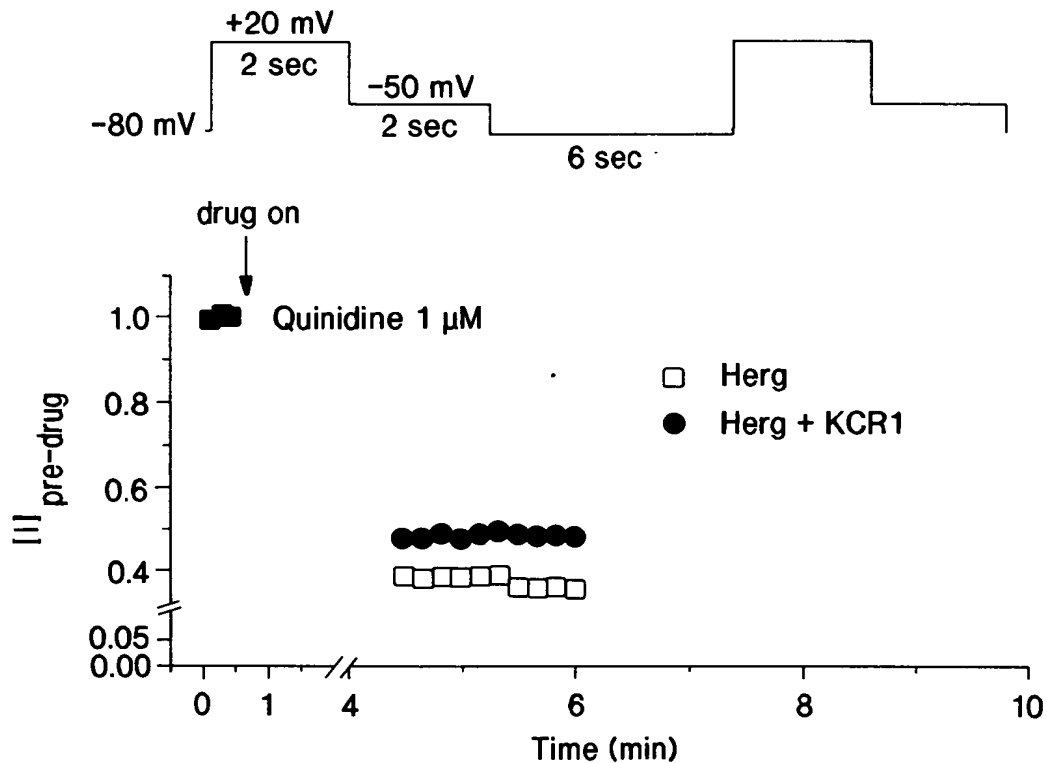 +20 mV
2 sec
-50 mV
-80 mV
2 sec
6 sec
drug on
1.0
Quinidine 1 μM
Herg
0.8
Herg + KCR1
0.6
[I] pre-drug
0.4
0.05
0.00
0 1 4 6 8 10
Time (min)